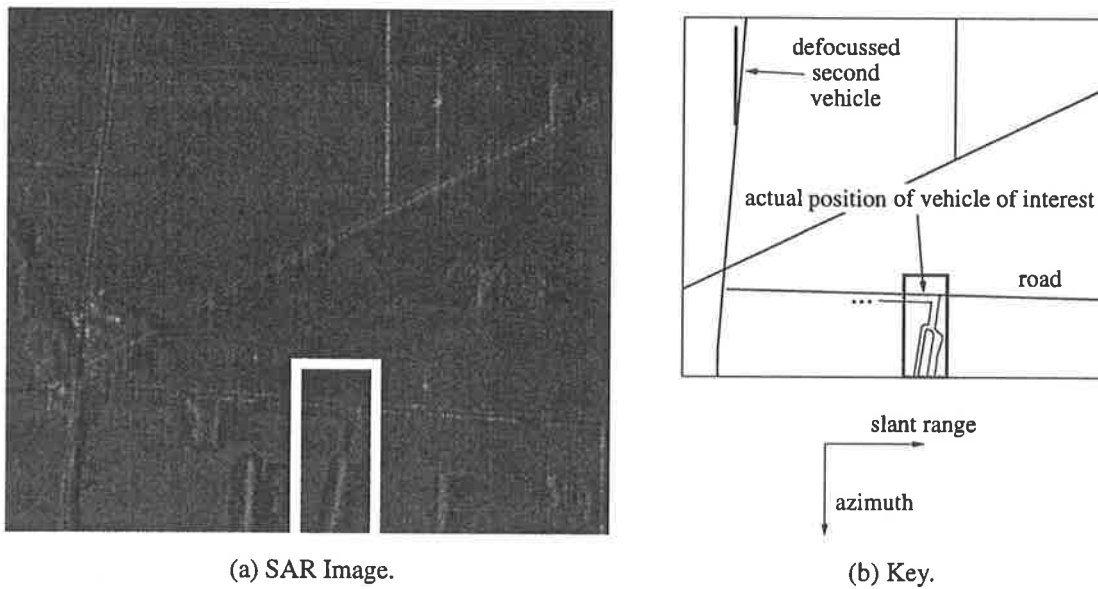 defocussed
second
vehicle
actual position of vehicle of interest
road
...
slant range
azimuth
(a) SAR Image.
(b) Key.